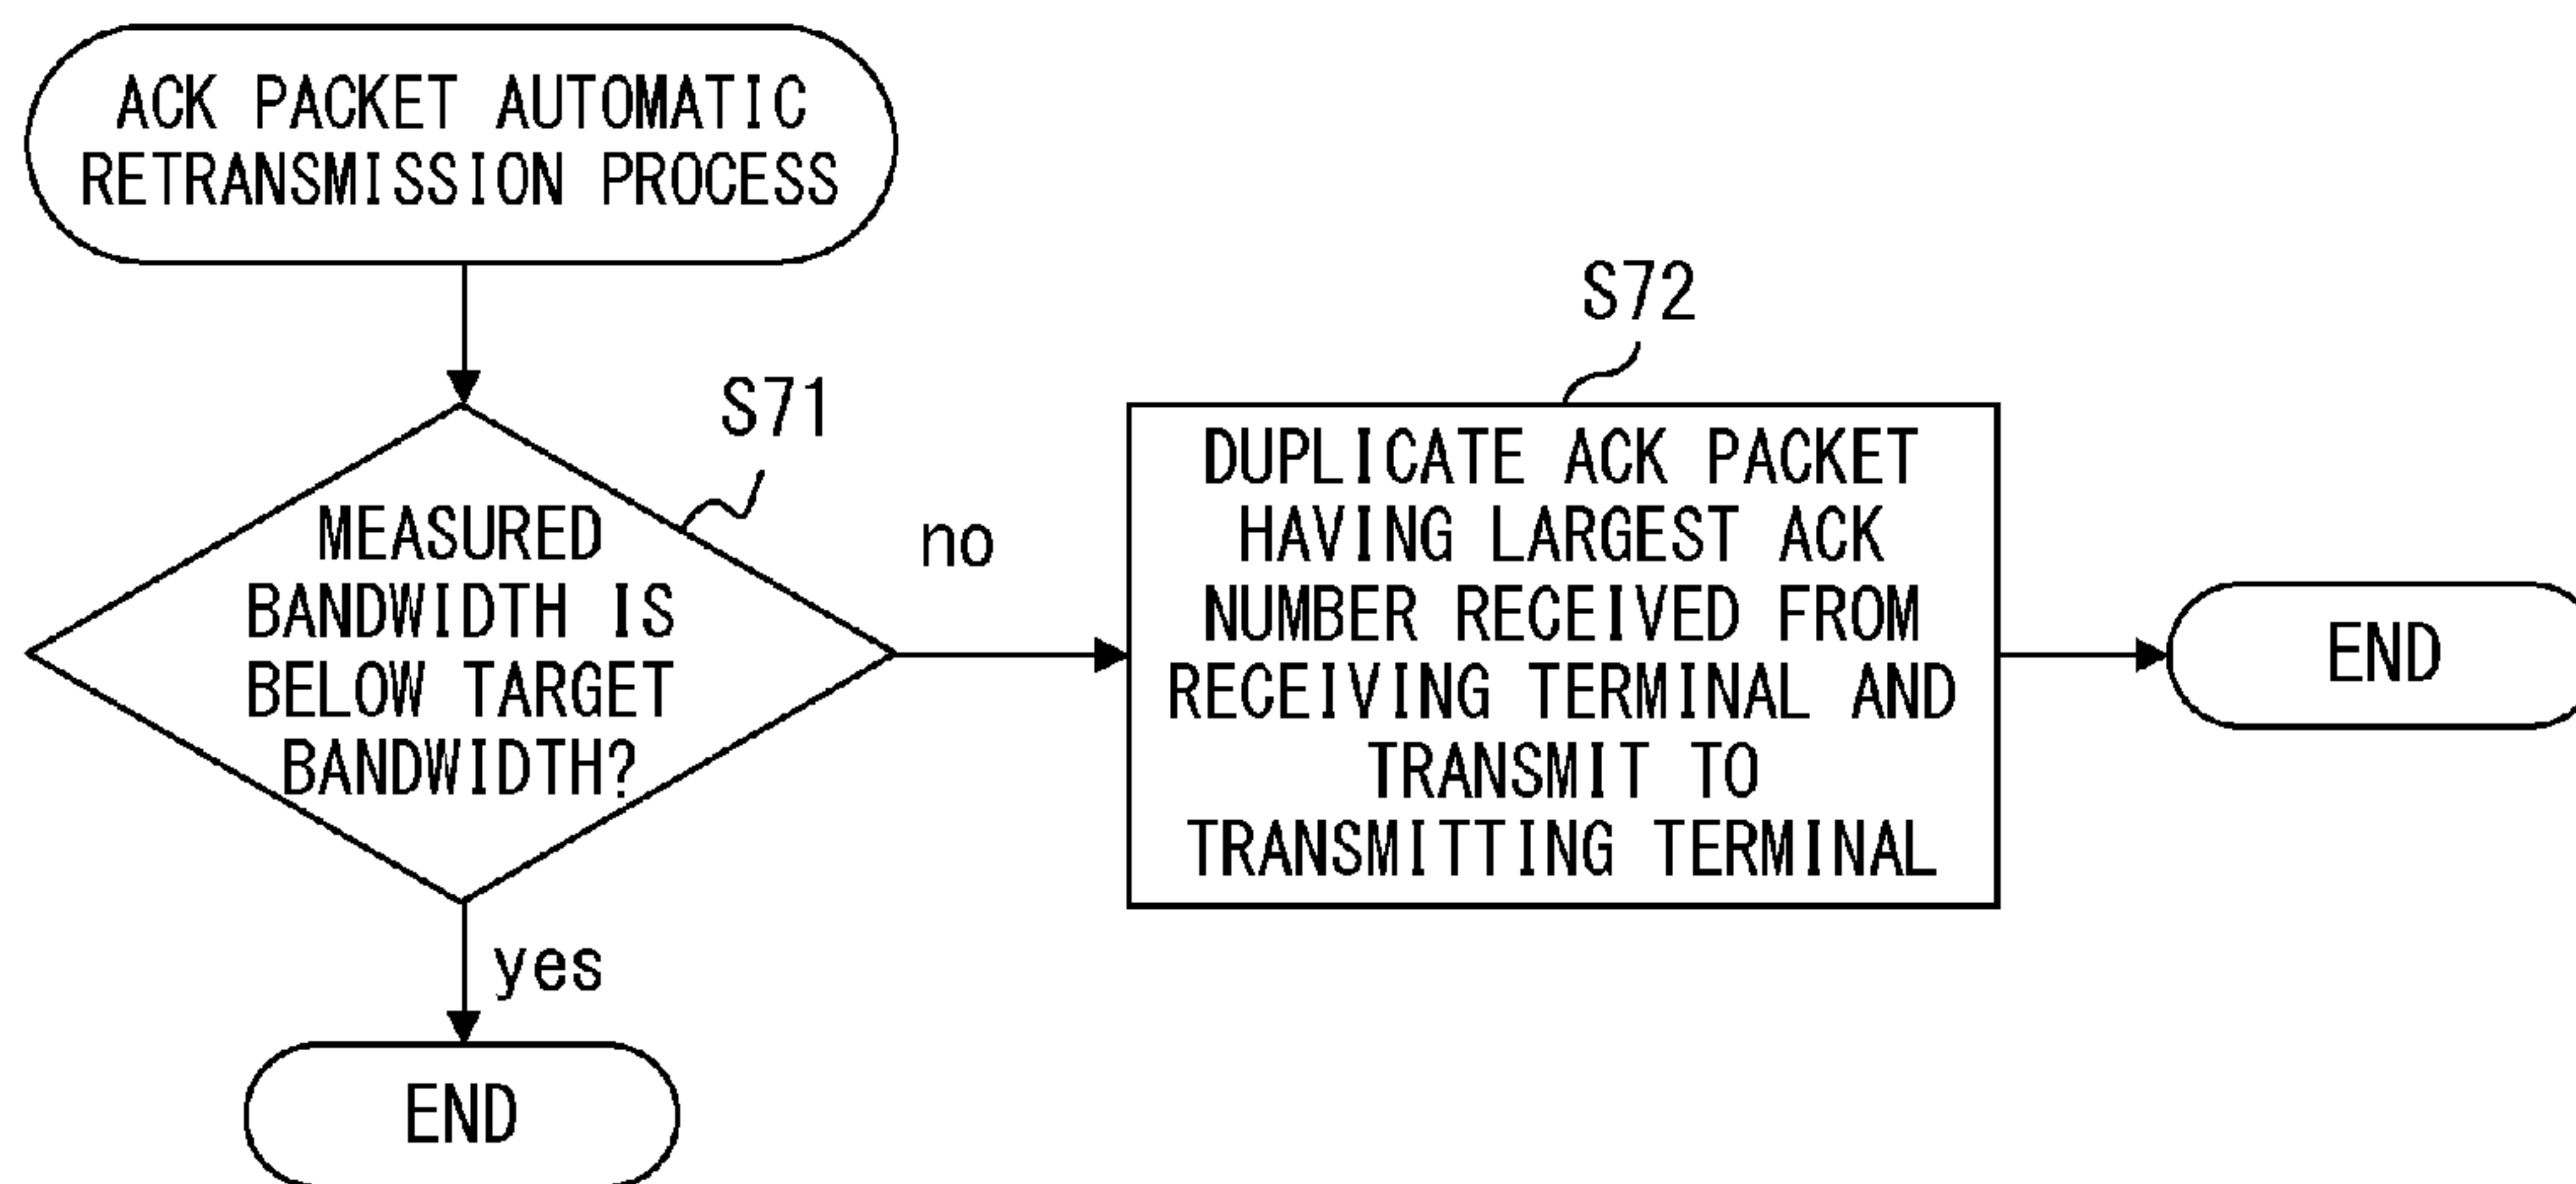 ACK PACKET AUTOMATIC
RETRANSMISSION PROCESS
S71
MEASURED
BANDWIDTH IS
BELOW TARGET
BANDWIDTH?
no
yes
END
S72
DUPLICATE ACK PACKET
HAVING LARGEST ACK
NUMBER RECEIVED FROM
RECEIVING TERMINAL AND
TRANSMIT TO
TRANSMITTING TERMINAL
END